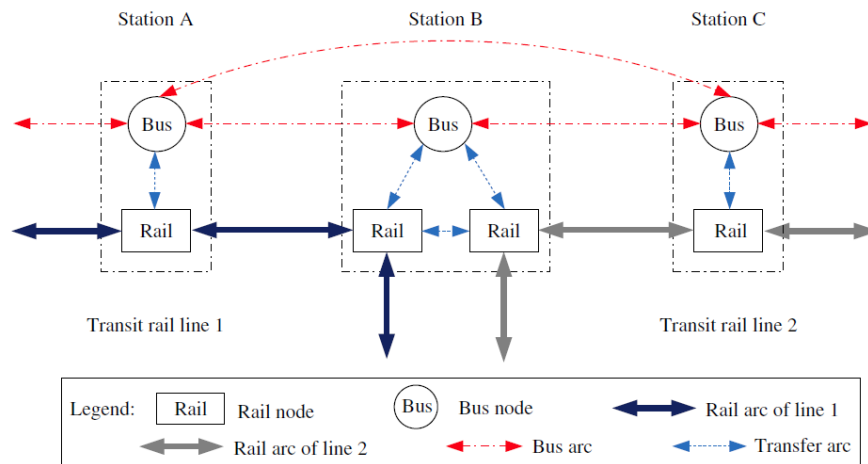 Station A
Station B
Station C
Bus
Bus
Bus
Rail
Rail
Rail
Rail
Transit rail line 1
Transit rail line 2
Legend:
Rail
Rail node
Bus
Bus node
Rail arc of line 1
Rail arc of line 2
Bus arc
Transfer arc